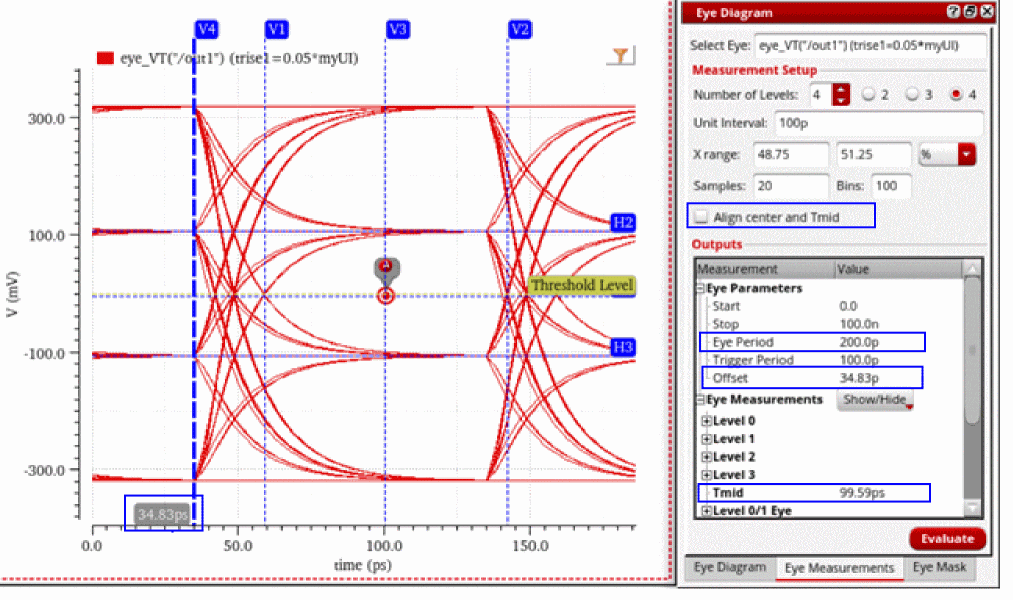 V4
V1
V3
V2
eye_VT("/out1") (trise1=0.05*myUI)
300.0
100.0
-100.0
-300.0
V (mV)
H2
Threshold Level
H3
34.83ps
0.0
50.0
100.0
150.0
time (ps)
Eye Diagram
Select Eye: eye_VT("/out1") (trise1=0.05*myUI)
Measurement Setup
Number of Levels: 4 2 3 4
Unit Interval: 100p
X range: 48.75 51.25 %
Samples: 20 Bins: 100
Align center and Tmid
Outputs
Measurement Value
Eye Parameters
Start 0.0
Stop 100.0n
Eye Period 200.0p
Trigger Period 100.0p
Offset 34.83p
Eye Measurements Show/Hide
Level 0
Level 1
Level 2
Level 3
Tmid 99.59ps
Level 0/1 Eye
Evaluate
Eye Diagram Eye Measurements Eye Mask